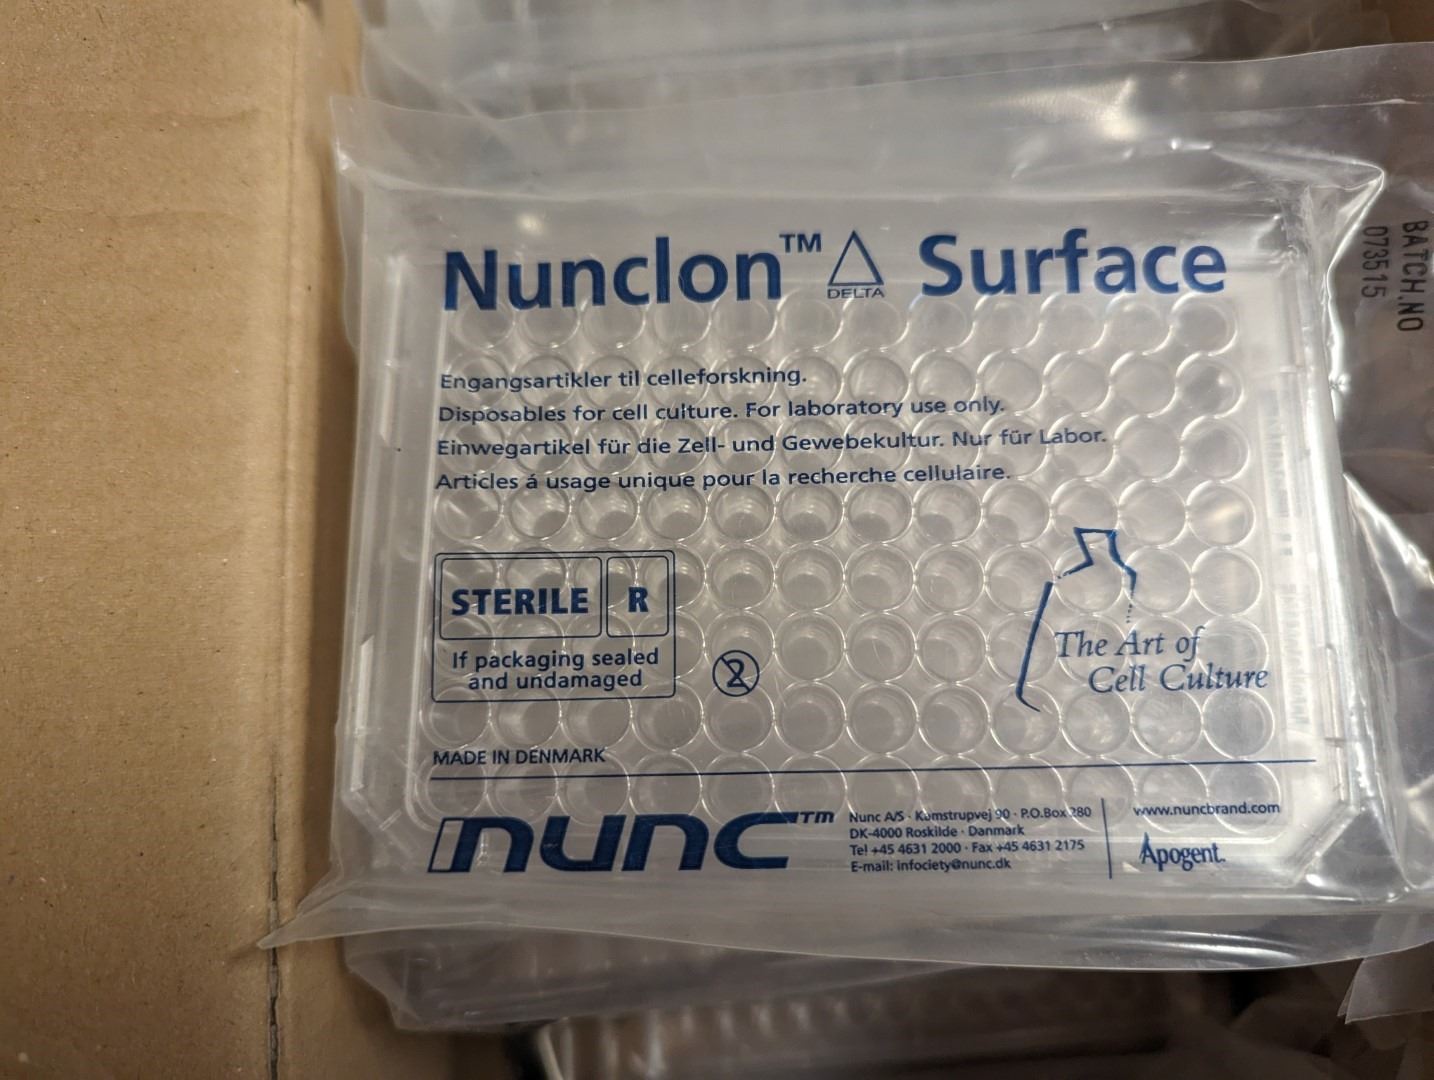 Nunclon™ Δ Surface
DELTA
Engangsartikler til celleforskning.
Disposables for cell culture. For laboratory use only.
Einwegartikel für die Zell- und Gewebekultur. Nur für Labor.
Articles á usage unique pour la recherche cellulaire.
STERILE R
If packaging sealed
and undamaged
2
The Art of
Cell Culture
MADE IN DENMARK
nunc™
Nunc A/S · Kamstrupvej 90 · P.O.Box 280
DK-4000 Roskilde · Danmark
Tel +45 4631 2000 · Fax +45 4631 2175
E-mail: infociety@nunc.dk
www.nuncbrand.com
Apogent.
BATCH.NO
073515